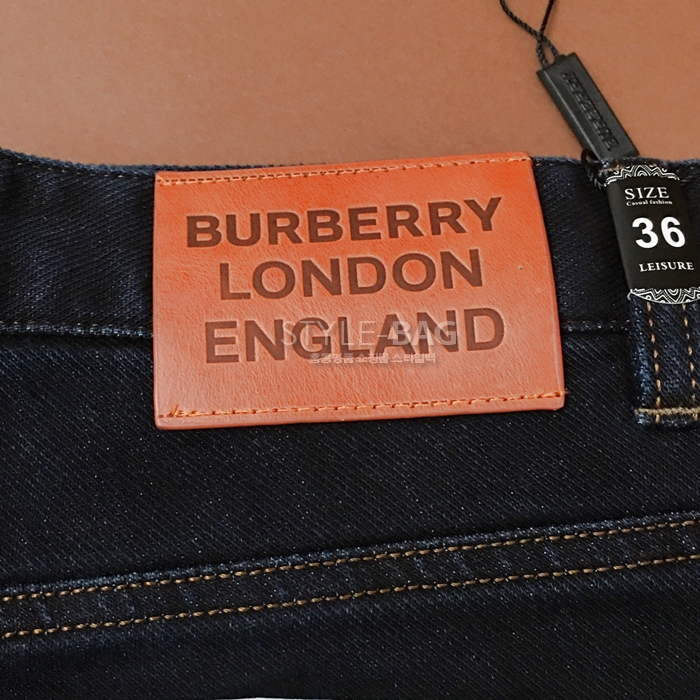 BURBERRY
LONDON
ENGLAND
STYLE-BAG
SIZE
Casual fashion
36
LEISURE